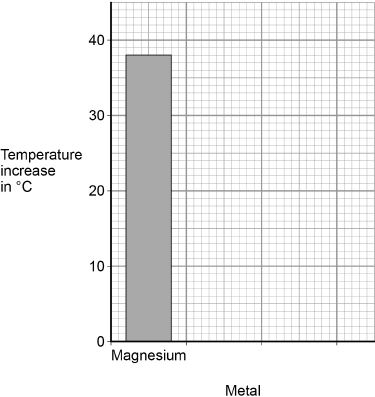 40
30
Temperature
increase
in °C
20
10
0
Magnesium
Metal